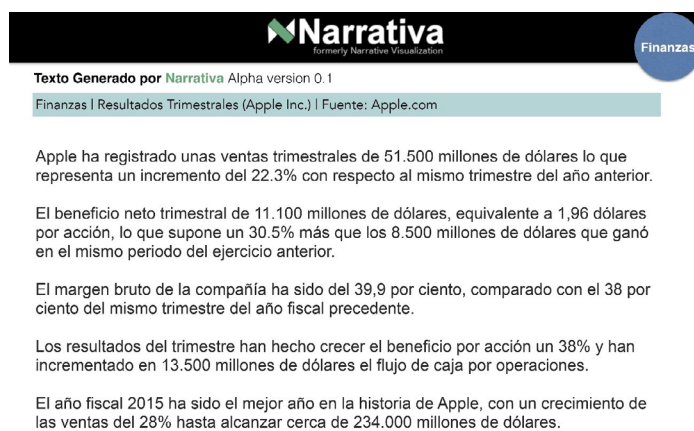 Narrativa
formerly Narrative Visualization
Finanzas
Texto Generado por Narrativa Alpha version 0.1
Finanzas | Resultados Trimestrales (Apple Inc.) | Fuente: Apple.com
Apple ha registrado unas ventas trimestrales de 51.500 millones de dólares lo que
representa un incremento del 22.3% con respecto al mismo trimestre del año anterior.
El beneficio neto trimestral de 11.100 millones de dólares, equivalente a 1,96 dólares
por acción, lo que supone un 30.5% más que los 8.500 millones de dólares que ganó
en el mismo periodo del ejercicio anterior.
El margen bruto de la compañía ha sido del 39,9 por ciento, comparado con el 38 por
ciento del mismo trimestre del año fiscal precedente.
Los resultados del trimestre han hecho crecer el beneficio por acción un 38% y han
incrementado en 13.500 millones de dólares el flujo de caja por operaciones.
El año fiscal 2015 ha sido el mejor año en la historia de Apple, con un crecimiento de
las ventas del 28% hasta alcanzar cerca de 234.000 millones de dólares.